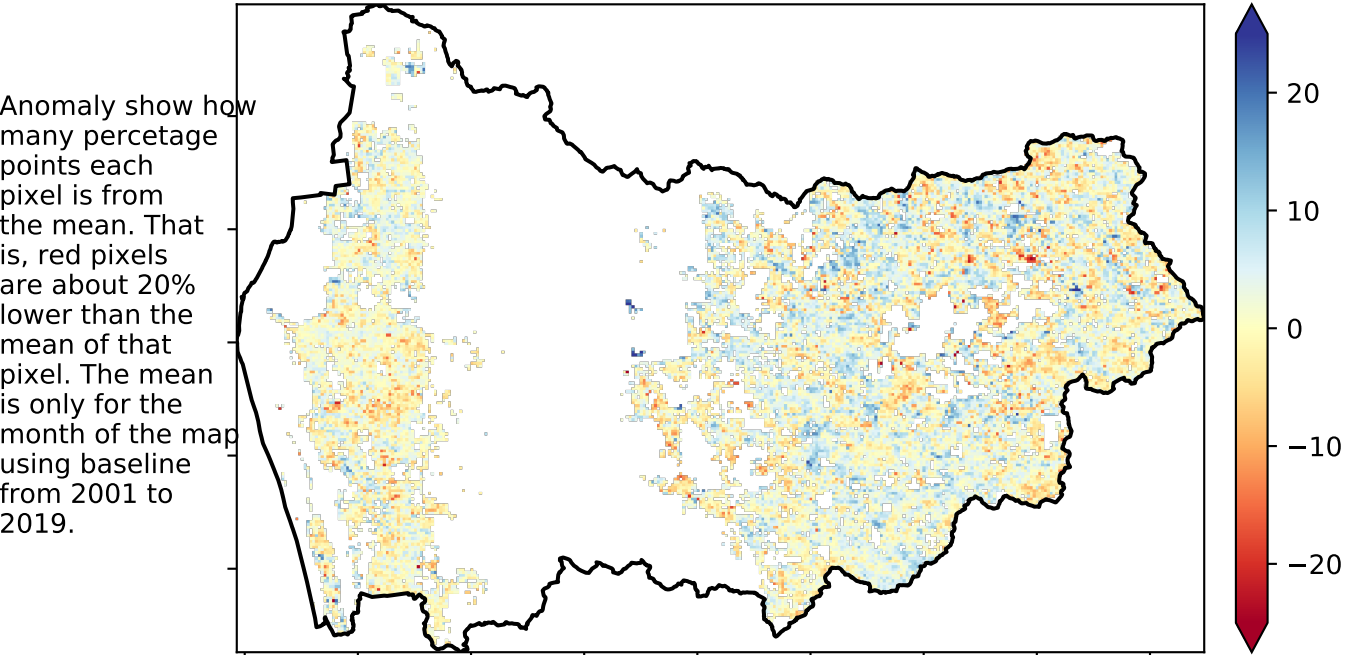 Anomaly show how
many percetage
points each
pixel is from
the mean. That
is, red pixels
are about 20%
lower than the
mean of that
pixel. The mean
is only for the
month of the map
using baseline
from 2001 to
2019.
20
10
0
−10
−20